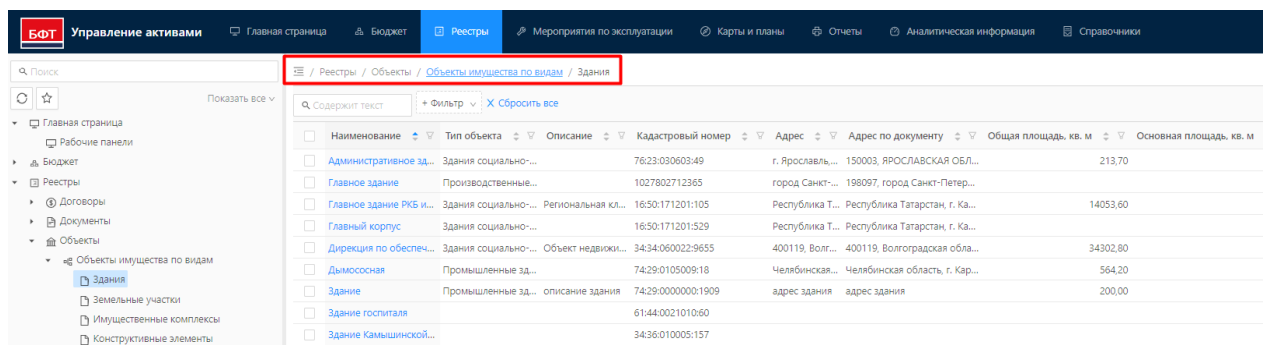 БФТ Управление активами Главная страница Бюджет Реестры Мероприятия по эксплуатации Карты и планы Отчеты Аналитическая информация Справочники
Поиск
/ Реестры / Объекты / Объекты имущества по видам / Здания
Показать все
Содержит текст + Фильтр X Сбросить все
Главная страница
Рабочие панели
Бюджет
Реестры
Договоры
Документы
Объекты
Объекты имущества по видам
Здания
Земельные участки
Имущественные комплексы
Конструктивные элементы
Наименование Тип объекта Описание Кадастровый номер Адрес Адрес по документу Общая площадь, кв. м Основная площадь, кв. м
Административное зд... Здания социально-... 76:23:030603:49 г. Ярославль,... 150003, ЯРОСЛАВСКАЯ ОБЛ... 213,70
Главное здание Производственные... 1027802712365 город Санкт-... 198097, город Санкт-Петер...
Главное здание РКБ и... Здания социально-... Региональная кл... 16:50:171201:105 Республика Т... Республика Татарстан, г. Ка... 14053,60
Главный корпус Здания социально-... 16:50:171201:529 Республика Т... Республика Татарстан, г. Ка...
Дирекция по обеспеч... Здания социально-... Объект недвижи... 34:34:060022:9655 400119, Волг... 400119, Волгоградская обла... 34302,80
Дымососная Промышленные зд... 74:29:0105009:18 Челябинская... Челябинская область, г. Кар... 564,20
Здание Промышленные зд... описание здания 74:29:0000000:1909 адрес здания адрес здания 200,00
Здание госпиталя 61:44:0021010:60
Здание Камышинской... 34:36:010005:157